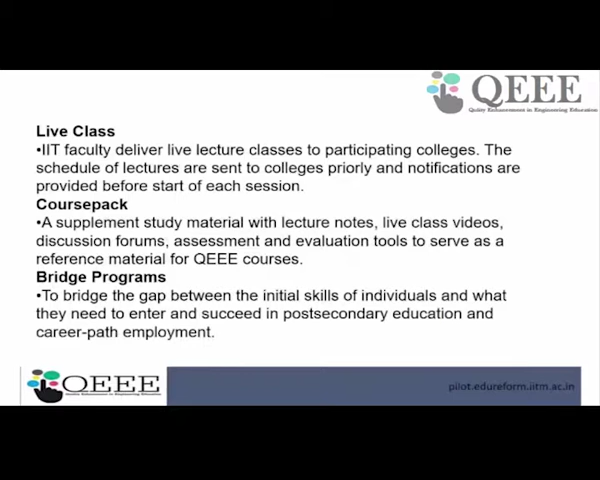 QEEE
Quality Enhancement in Engineering Education
Live Class
•IIT faculty deliver live lecture classes to participating colleges. The
schedule of lectures are sent to colleges priorly and notifications are
provided before start of each session.
Coursepack
•A supplement study material with lecture notes, live class videos,
discussion forums, assessment and evaluation tools to serve as a
reference material for QEEE courses.
Bridge Programs
•To bridge the gap between the initial skills of individuals and what
they need to enter and succeed in postsecondary education and
career-path employment.
QEEE
Quality Enhancement in Engineering Education
pilot.edureform.iitm.ac.in